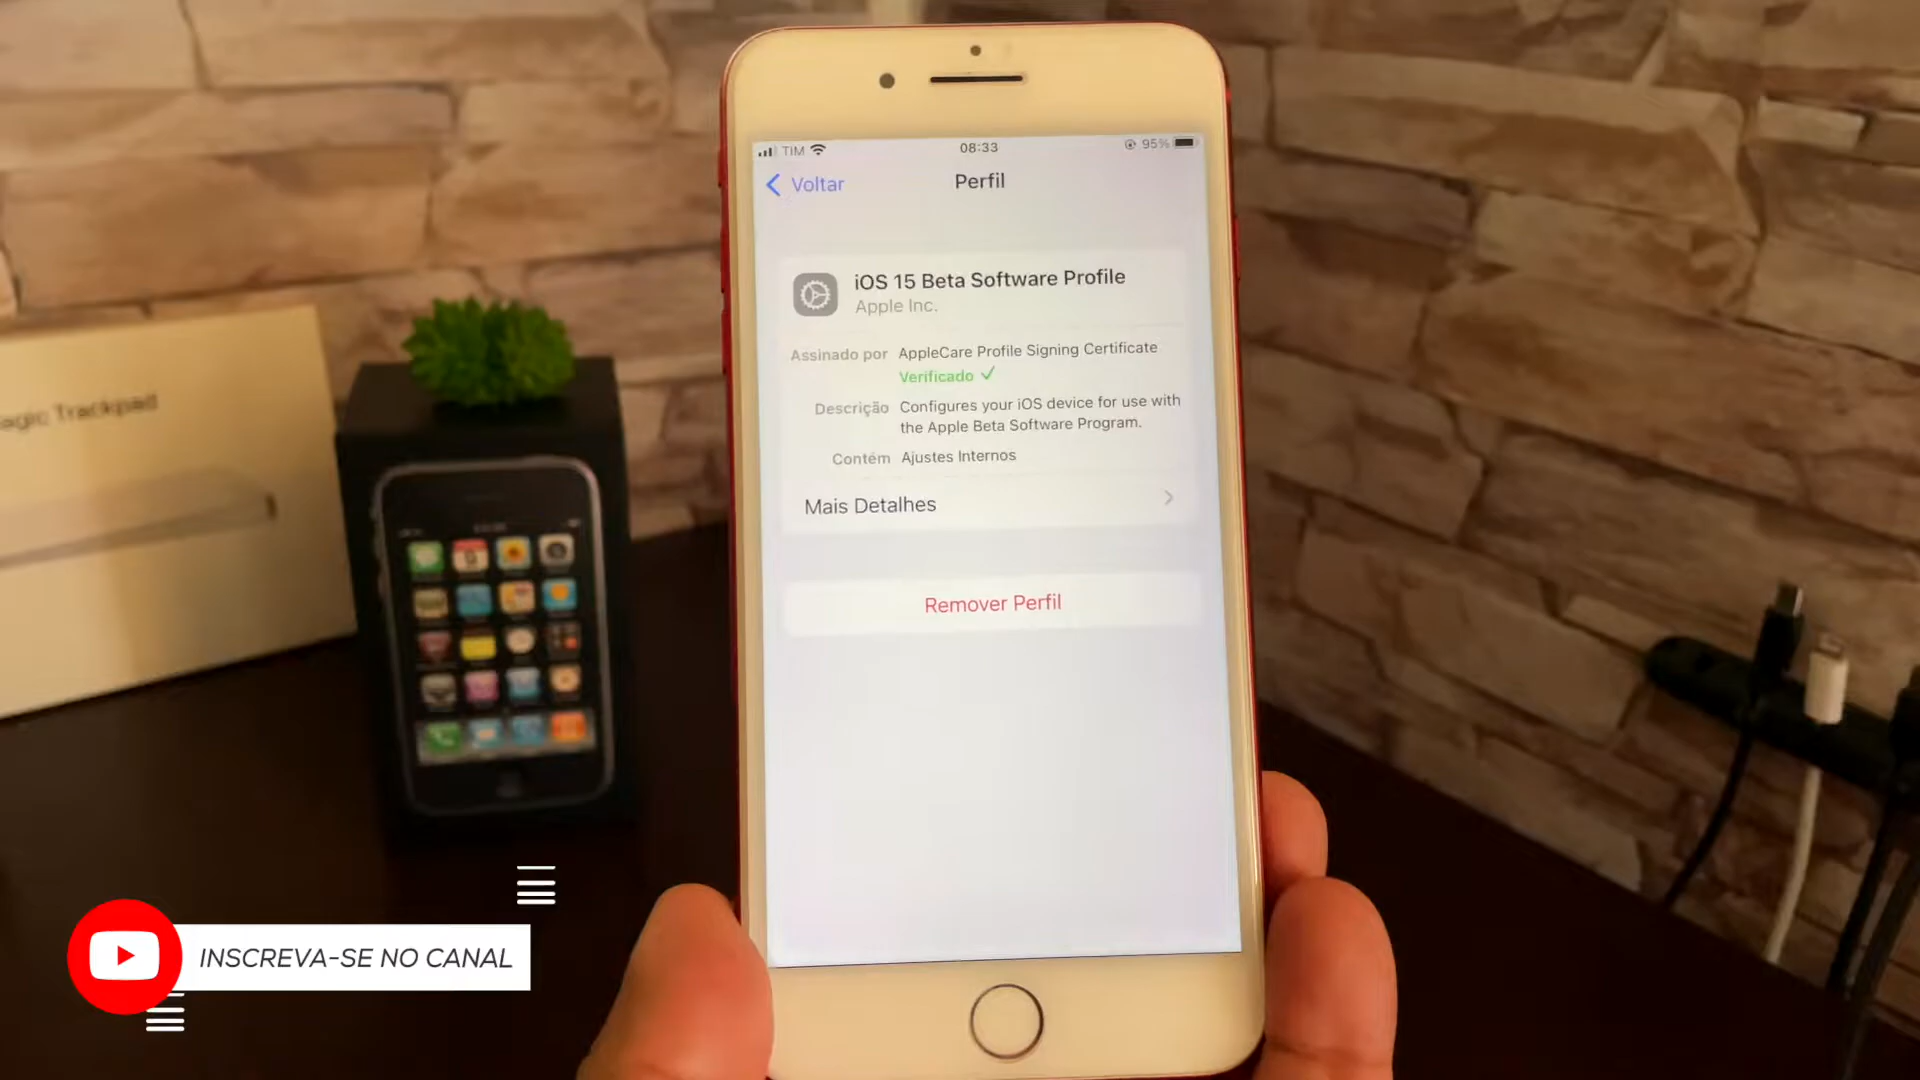 TIM 08:33 95%
Voltar Perfil
iOS 15 Beta Software Profile
Apple Inc.
Assinado por AppleCare Profile Signing Certificate
Verificado ✓
Descrição Configures your iOS device for use with
the Apple Beta Software Program.
Contém Ajustes Internos
Mais Detalhes
Remover Perfil
agic Trackpad
INSCREVA-SE NO CANAL